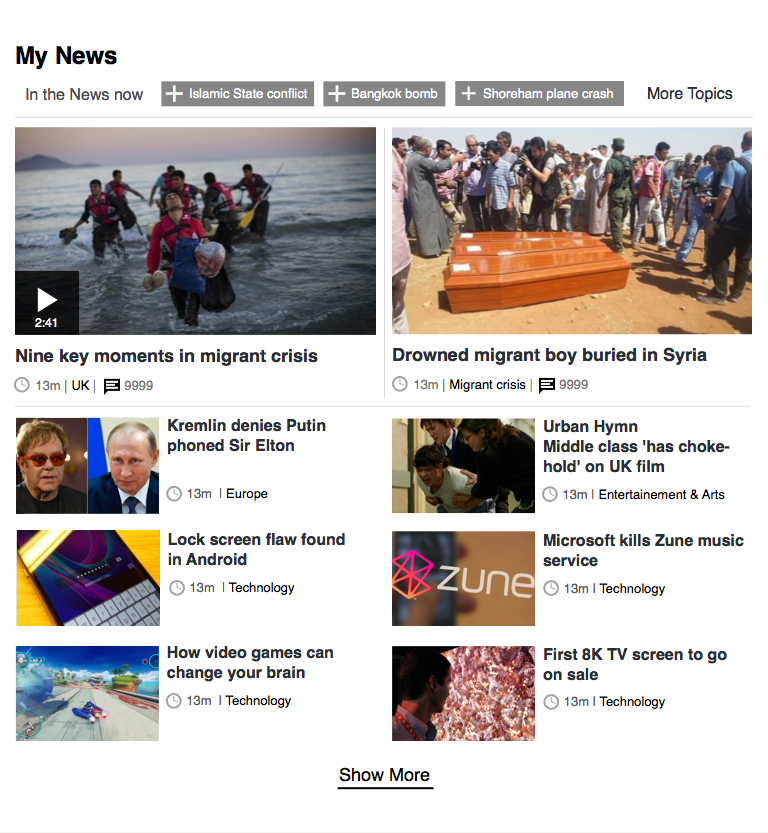 My News
In the News now
Islamic State conflict
Bangkok bomb
Shoreham plane crash
More Topics
2:41
Nine key moments in migrant crisis
13m | UK | 9999
Drowned migrant boy buried in Syria
13m | Migrant crisis | 9999
Kremlin denies Putin
phoned Sir Elton
13m | Europe
Urban Hymn
Middle class 'has choke-
hold' on UK film
13m | Entertainement & Arts
Lock screen flaw found
in Android
13m | Technology
zune
Microsoft kills Zune music
service
13m | Technology
How video games can
change your brain
13m | Technology
First 8K TV screen to go
on sale
13m | Technology
Show More